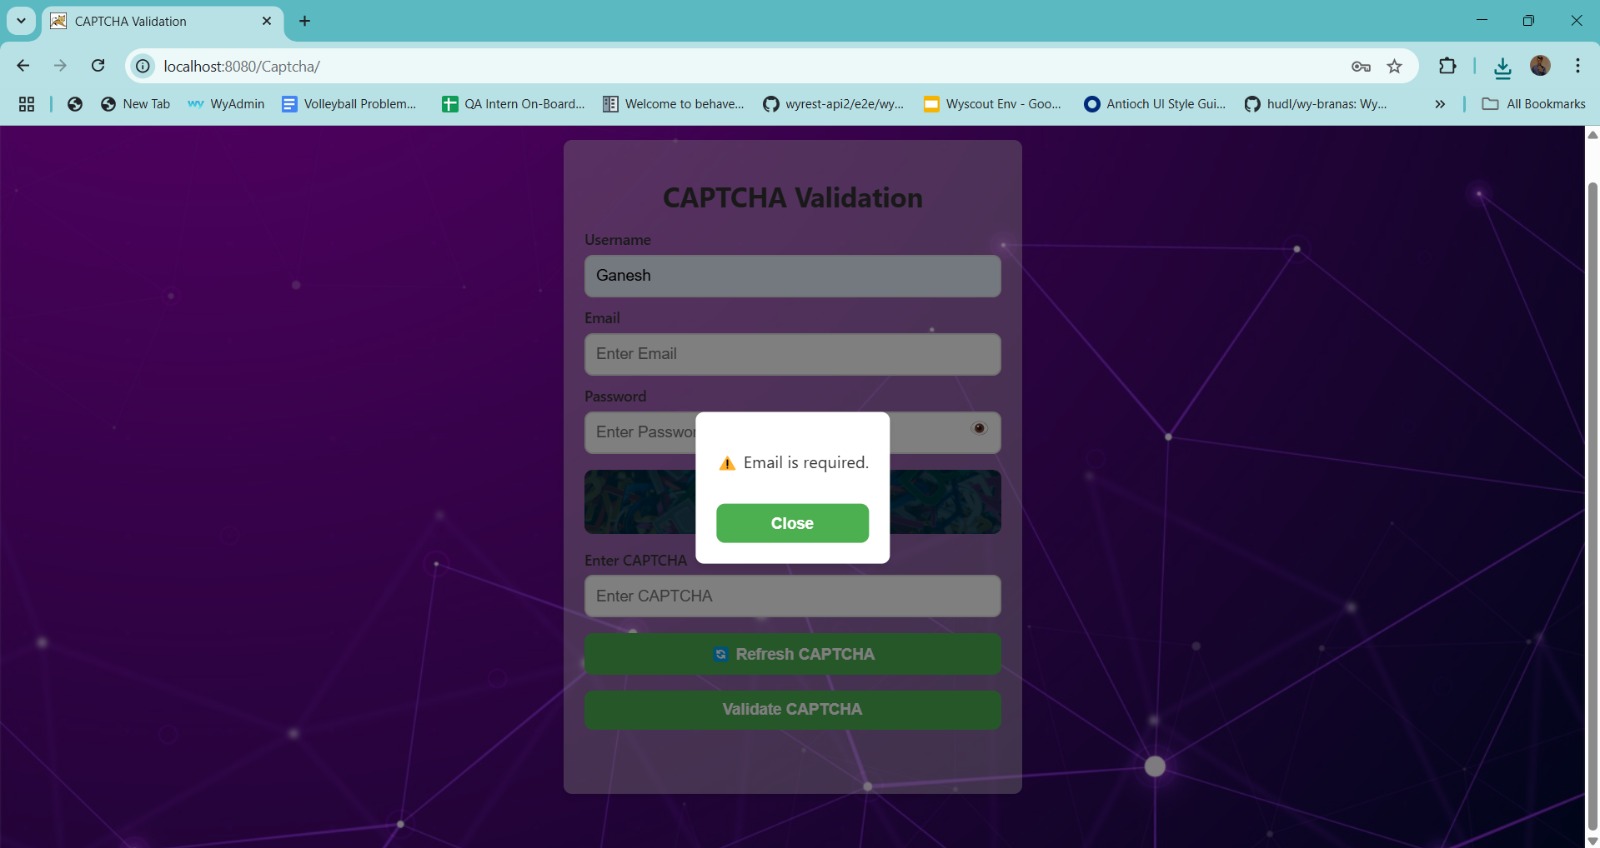 CAPTCHA Validation
localhost:8080/Captcha/
New Tab
WyAdmin
Volleyball Problem...
QA Intern On-Board...
Welcome to behave...
wyrest-api2/e2e/wy...
Wyscout Env - Goo...
Antioch UI Style Gui...
hudl/wy-branas: Wy...
All Bookmarks
CAPTCHA Validation
Username
Ganesh
Email
Enter Email
Password
Enter Passwor
⚠ Email is required.
Close
Enter CAPTCHA
Enter CAPTCHA
Refresh CAPTCHA
Validate CAPTCHA